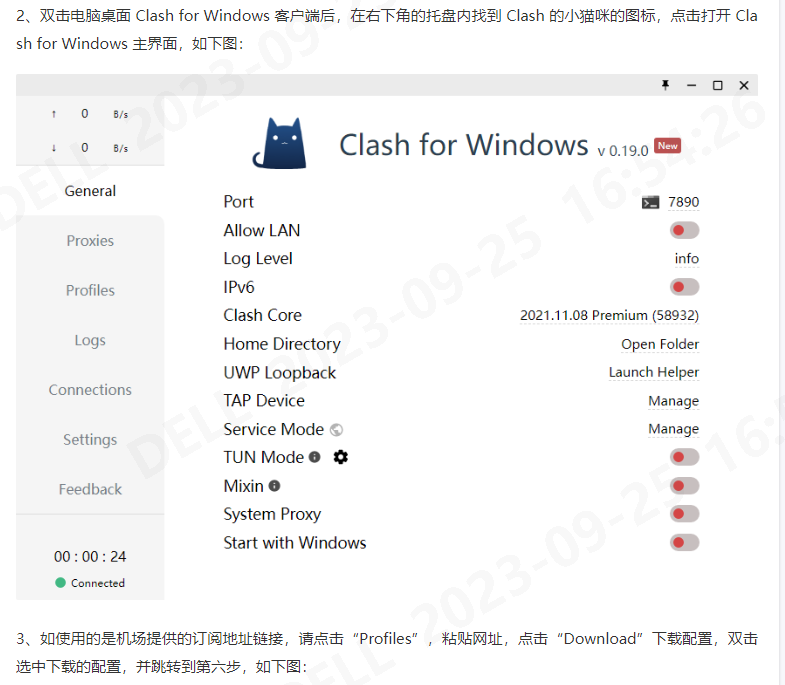 2、双击电脑桌面 Clash for Windows 客户端后，在右下角的托盘内找到 Clash 的小猫咪的图标，点击打开 Cla
sh for Windows 主界面，如下图：
↑ 0 B/s
↓ 0 B/s
Clash for Windows v 0.19.0 New
General
Proxies
Profiles
Logs
Connections
Settings
Feedback
00 : 00 : 24
Connected
Port 7890
Allow LAN
Log Level info
IPv6
Clash Core 2021.11.08 Premium (58932)
Home Directory Open Folder
UWP Loopback Launch Helper
TAP Device Manage
Service Mode Manage
TUN Mode
Mixin
System Proxy
Start with Windows
3、如使用的是机场提供的订阅地址链接，请点击“Profiles”，粘贴网址，点击“Download”下载配置，双击
选中下载的配置，并跳转到第六步，如下图：
DELL 2023-09-25 16:54:26